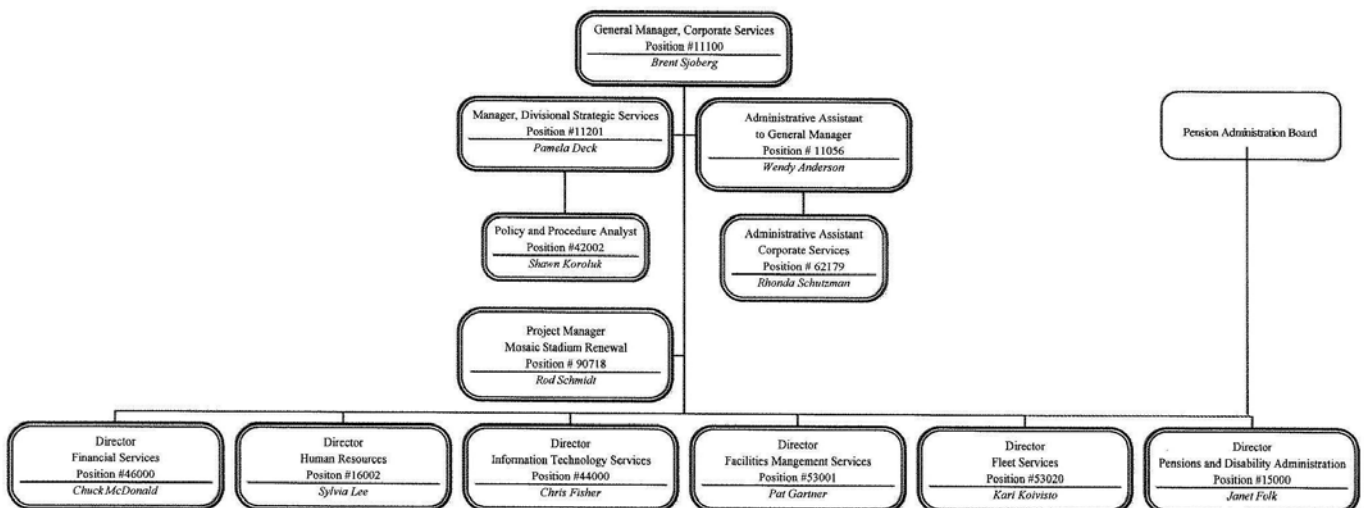 General Manager, Corporate Services
Position #11100
Brent Sjoberg
Manager, Divisional Strategic Services
Position #11201
Pamela Deck
Administrative Assistant
to General Manager
Position # 11056
Wendy Anderson
Pension Administration Board
Policy and Procedure Analyst
Position #42002
Shawn Koroluk
Administrative Assistant
Corporate Services
Position # 62179
Rhonda Schutzman
Project Manager
Mosaic Stadium Renewal
Position # 90718
Rod Schmidt
Director
Financial Services
Position #46000
Chuck McDonald
Director
Human Resources
Positon #16002
Sylvia Lee
Director
Information Technology Services
Position #44000
Chris Fisher
Director
Facilities Mangement Services
Position #53001
Pat Gartner
Director
Fleet Services
Position #53020
Kari Koivisto
Director
Pensions and Disability Administration
Position #15000
Janet Folk